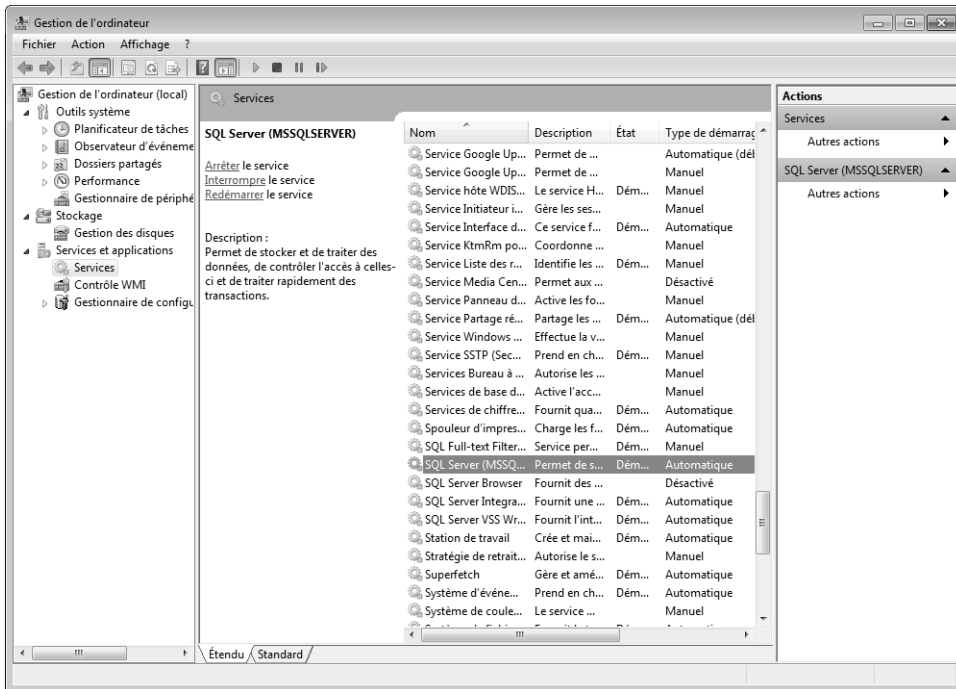 Gestion de l'ordinateur
Fichier Action Affichage ?
Gestion de l'ordinateur (local)
Outils système
Planificateur de tâches
Observateur d'événeme
Dossiers partagés
Performance
Gestionnaire de périphé
Stockage
Gestion des disques
Services et applications
Services
Contrôle WMI
Gestionnaire de configu
Services
SQL Server (MSSQLSERVER)
Arrêter le service
Interrompre le service
Redémarrer le service
Description :
Permet de stocker et de traiter des
données, de contrôler l'accès à celles-
ci et de traiter rapidement des
transactions.
Nom Description État Type de démarrag
Service Google Up... Permet de ... Automatique (dél
Service Google Up... Permet de ... Manuel
Service hôte WDIS... Le service H... Dém... Manuel
Service Initiateur i... Gère les ses... Manuel
Service Interface d... Ce service f... Dém... Automatique
Service KtmRm po... Coordonne ... Manuel
Service Liste des r... Identifie les ... Dém... Manuel
Service Media Cen... Permet aux ... Désactivé
Service Panneau d... Active les fo... Manuel
Service Partage ré... Partage les ... Dém... Automatique (dél
Service Windows ... Effectue la v... Manuel
Service SSTP (Sec... Prend en ch... Dém... Manuel
Services Bureau à ... Autorise les ... Manuel
Services de base d... Active l'acc... Manuel
Services de chiffre... Fournit qua... Dém... Automatique
Spouleur d'impres... Charge les f... Dém... Automatique
SQL Full-text Filter... Service per... Dém... Manuel
SQL Server (MSSQ... Permet de s... Dém... Automatique
SQL Server Browser Fournit des ... Désactivé
SQL Server Integra... Fournit une ... Dém... Automatique
SQL Server VSS Wr... Fournit l'int... Dém... Automatique
Station de travail Crée et mai... Dém... Automatique
Stratégie de retrait... Autorise le s... Manuel
Superfetch Gère et amé... Dém... Automatique
Système d'événe... Prend en ch... Dém... Automatique
Système de coule... Le service ... Manuel
Étendu Standard
Actions
Services
Autres actions
SQL Server (MSSQLSERVER)
Autres actions